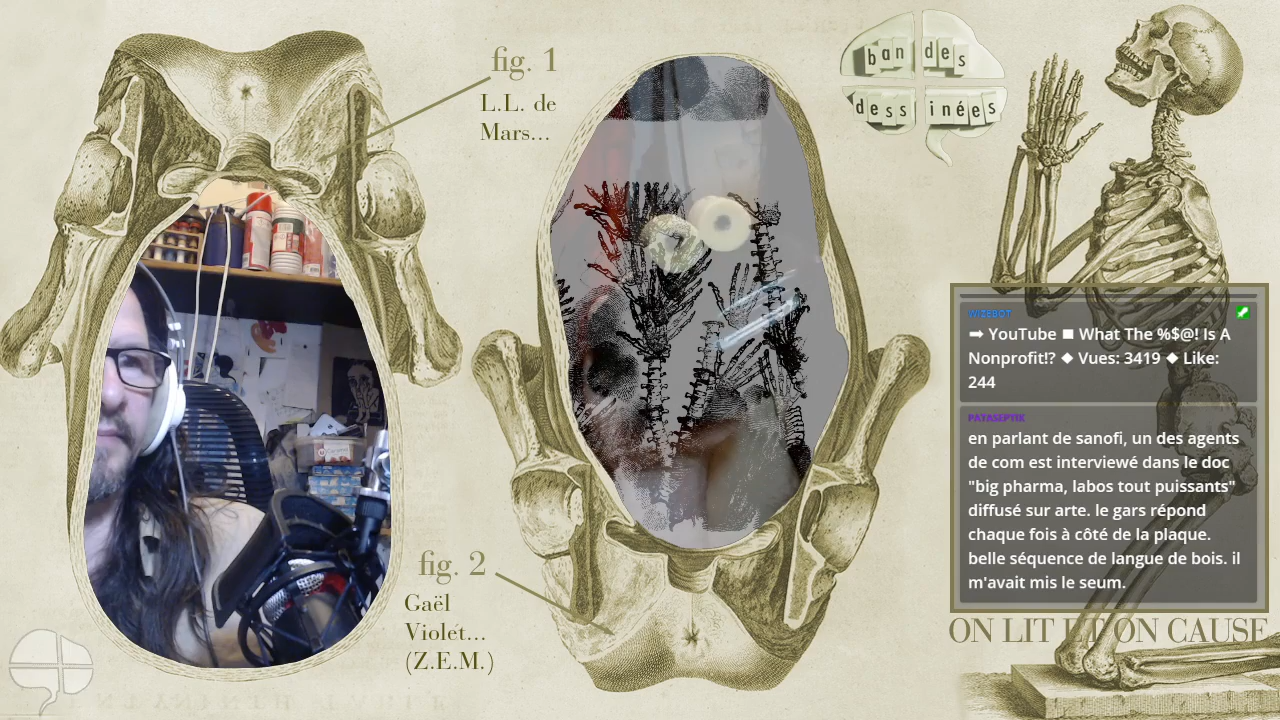 fig. 1
L.L. de
Mars...
ban des
dess inées
WIZEBOT
➡ YouTube ■ What The %$@! Is A
Nonprofit!? ◆ Vues: 3419 ◆ Like:
244
PATASEPTIK
en parlant de sanofi, un des agents
de com est interviewé dans le doc
"big pharma, labos tout puissants"
diffusé sur arte. le gars répond
chaque fois à côté de la plaque.
belle séquence de langue de bois. il
m'avait mis le seum.
fig. 2
Gaël
Violét...
(Z.E.M.)
ON LIT ET ON CAUSE